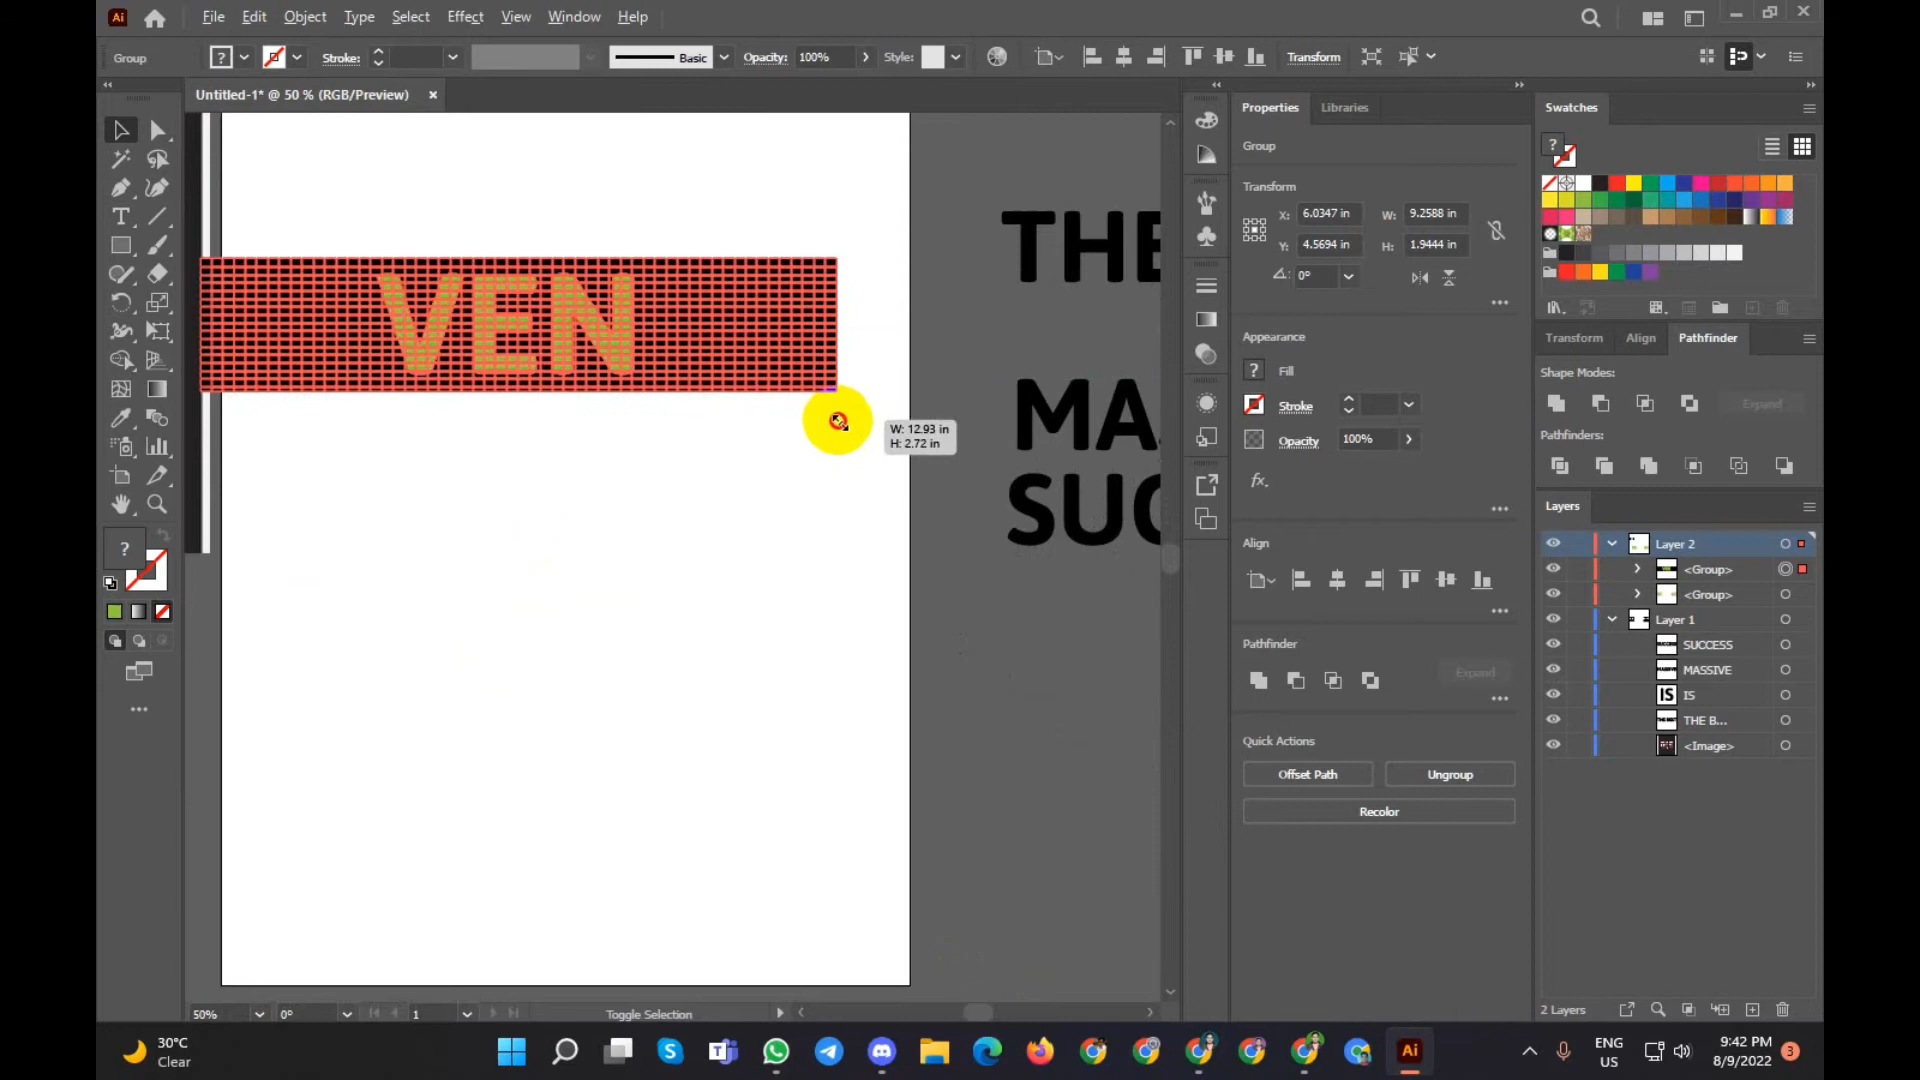 Ai File Edit Object Type Select Effect View Window Help
Group ? Stroke: Basic Opacity: 100% Style: Transform
Untitled-1* @ 50 % (RGB/Preview) ×
VEN
W: 12.93 in
H: 2.72 in
THE
MAS
SUC
?
50% 0° 1 Toggle Selection
Properties Libraries
Group
Transform
X: 6.0347 in W: 9.2588 in
Y: 4.5694 in H: 1.9444 in
0°
Appearance
? Fill
Stroke
Opacity 100%
fx
Align
Pathfinder
Expand
Quick Actions
Offset Path Ungroup
Recolor
Swatches
?
Transform Align Pathfinder
Shape Modes:
Expand
Pathfinders:
Layers
Layer 2
<Group>
<Group>
Layer 1
SUCCESS
MASSIVE
IS IS
THE B...
<Image>
2 Layers
30°C
Clear
Ai
ENG
US
9:42 PM
8/9/2022
3